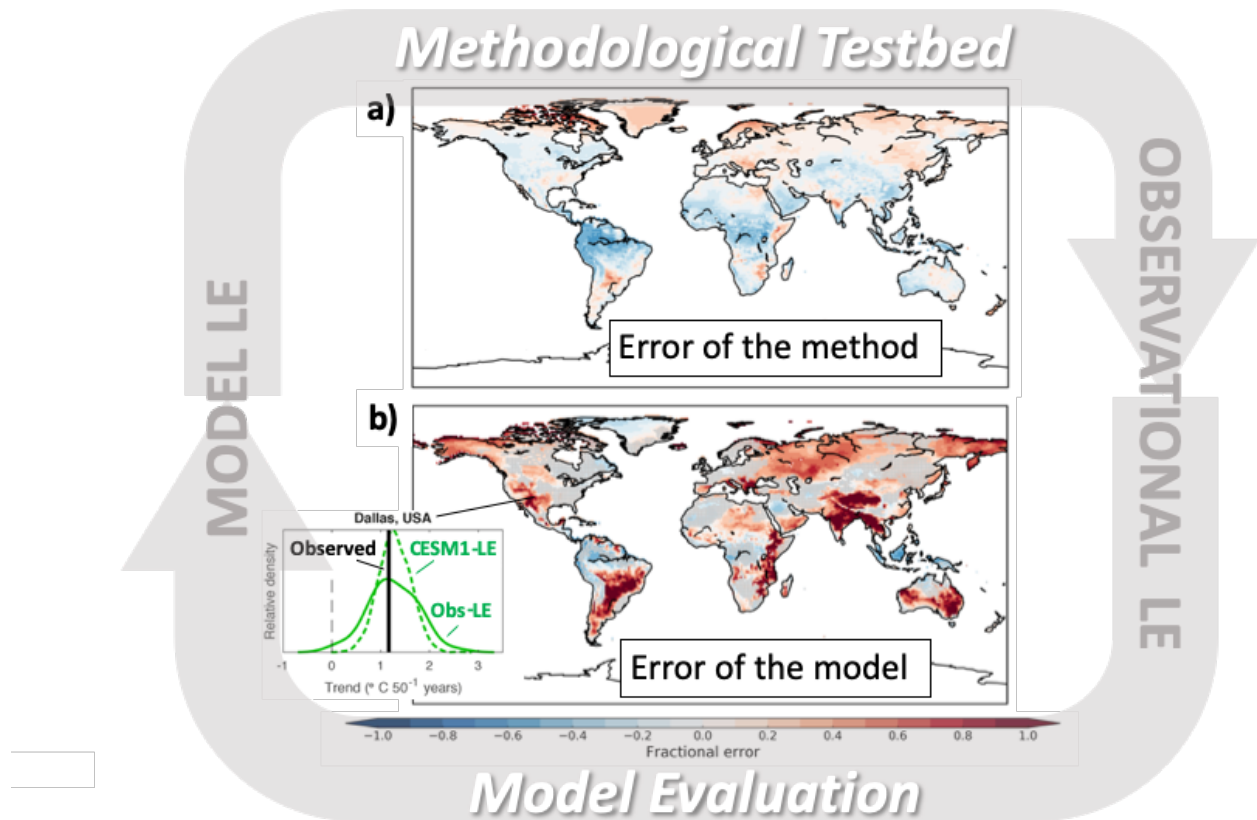 Methodological Testbed
a)
Error of the method
OBSERVATIONAL LE
MODEL LE
b)
Error of the model
Dallas, USA
Observed
CESM1-LE
Obs-LE
Relative density
-1 0 1 2 3
Trend (° C 50⁻¹ years)
−1.0 −0.8 −0.6 −0.4 −0.2 0.0 0.2 0.4 0.6 0.8 1.0
Fractional error
Model Evaluation